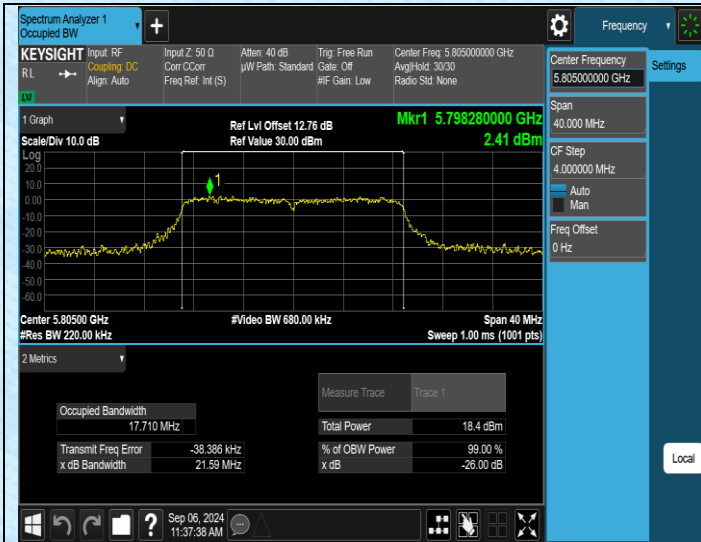 Spectrum Analyzer 1
Occupied BW
Frequency
KEYSIGHT
RL
LU
Input: RF
Coupling: DC
Align: Auto
Input Z: 50 Ω
Corr CCorr
Freq Ref: Int (S)
Atten: 40 dB
µW Path: Standard
Trig: Free Run
Gate: Off
#IF Gain: Low
Center Freq: 5.805000000 GHz
Avg|Hold: 30/30
Radio Std: None
Center Frequency
5.805000000 GHz
Settings
Span
40.000 MHz
CF Step
4.000000 MHz
Auto
Man
Freq Offset
0 Hz
Local
1 Graph
Scale/Div 10.0 dB
Ref Lvl Offset 12.76 dB
Ref Value 30.00 dBm
Mkr1 5.798280000 GHz
2.41 dBm
Log
20.0
10.0
0.00
-10.0
-20.0
-30.0
-40.0
-50.0
-60.0
1
Center 5.80500 GHz
#Res BW 220.00 kHz
#Video BW 680.00 kHz
Span 40 MHz
Sweep 1.00 ms (1001 pts)
2 Metrics
Measure Trace Trace 1
Occupied Bandwidth
17.710 MHz
Total Power 18.4 dBm
Transmit Freq Error -38.386 kHz
% of OBW Power 99.00 %
x dB Bandwidth 21.59 MHz
x dB -26.00 dB
?
Sep 06, 2024
11:37:38 AM